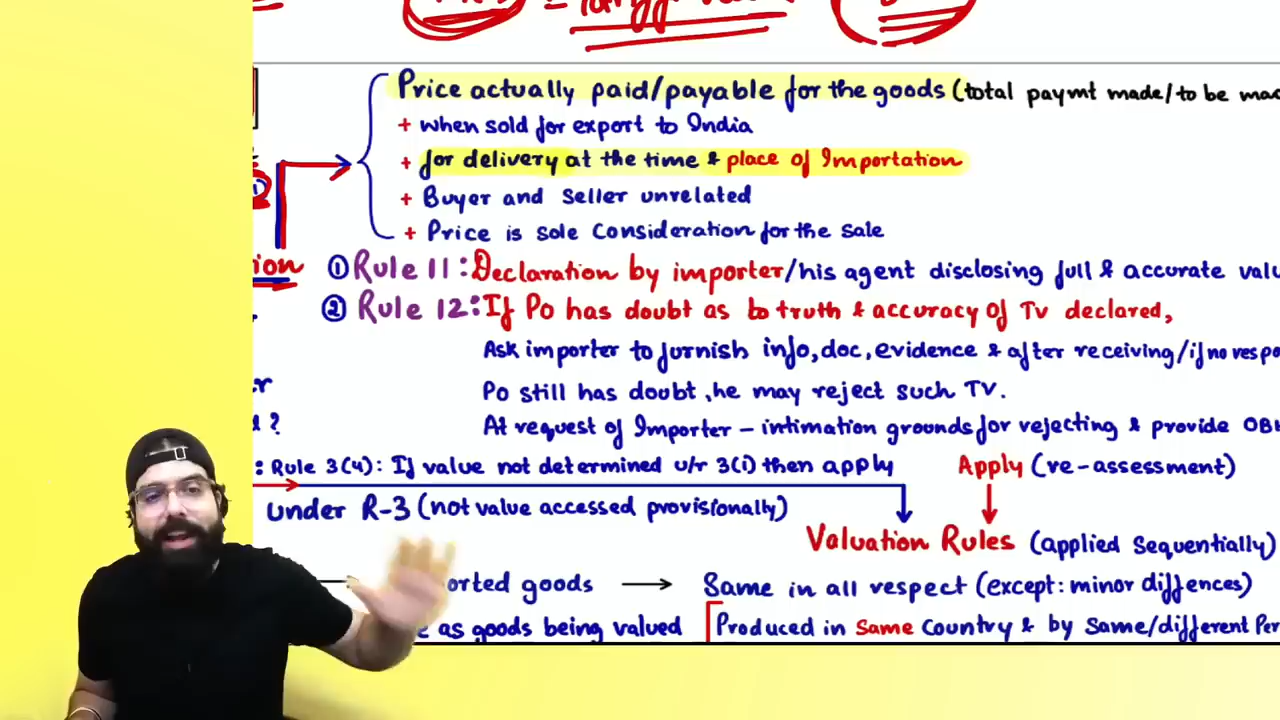 Price actually paid/payable for the goods (total paymt made/to be mad
+ when sold for export to India
+ for delivery at the time & place of Importation
+ Buyer and seller unrelated
+ Price is sole Consideration for the sale
ion
① Rule 11: Declaration by importer/his agent disclosing full & accurate valu
② Rule 12: If Po has doubt as to truth & accuracy of Tv declared,
Ask importer to furnish info, doc, evidence & after receiving/if no respo
Po still has doubt, he may reject such TV.
At request of Importer - intimation grounds for rejecting & provide OBH
: Rule 3(4): If value not determined u/r 3(i) then apply
Apply (re-assessment)
under R-3 (not value accessed provisionally)
Valuation Rules (applied Sequentially)
orted goods → Same in all respect (except: minor diffences)
e as goods being valued
Produced in Same Country & by Same/different Per